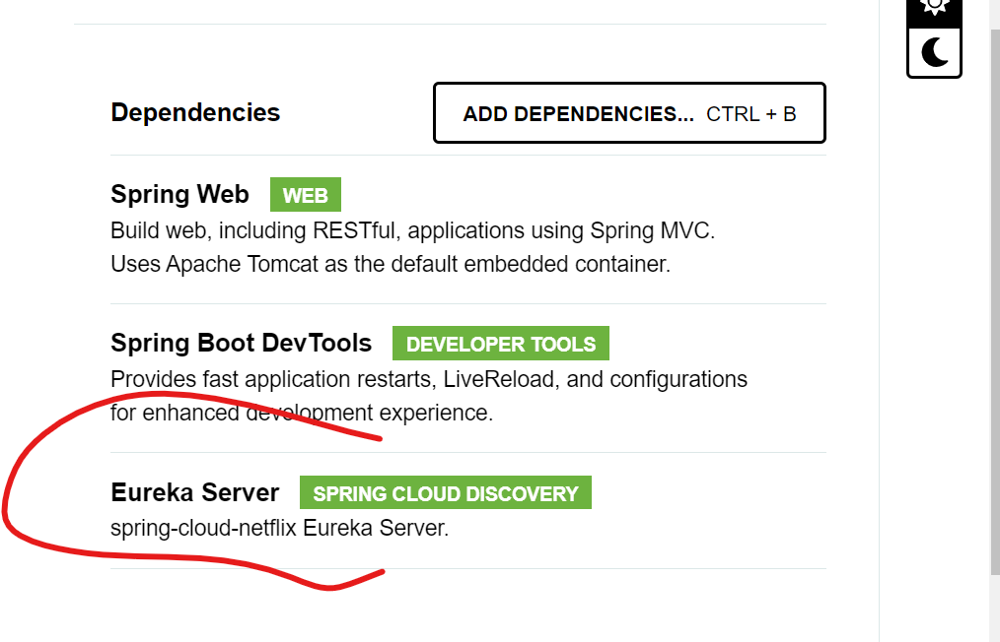 Dependencies
ADD DEPENDENCIES... CTRL + B
Spring Web WEB
Build web, including RESTful, applications using Spring MVC.
Uses Apache Tomcat as the default embedded container.
Spring Boot DevTools DEVELOPER TOOLS
Provides fast application restarts, LiveReload, and configurations
for enhanced development experience.
Eureka Server SPRING CLOUD DISCOVERY
spring-cloud-netflix Eureka Server.